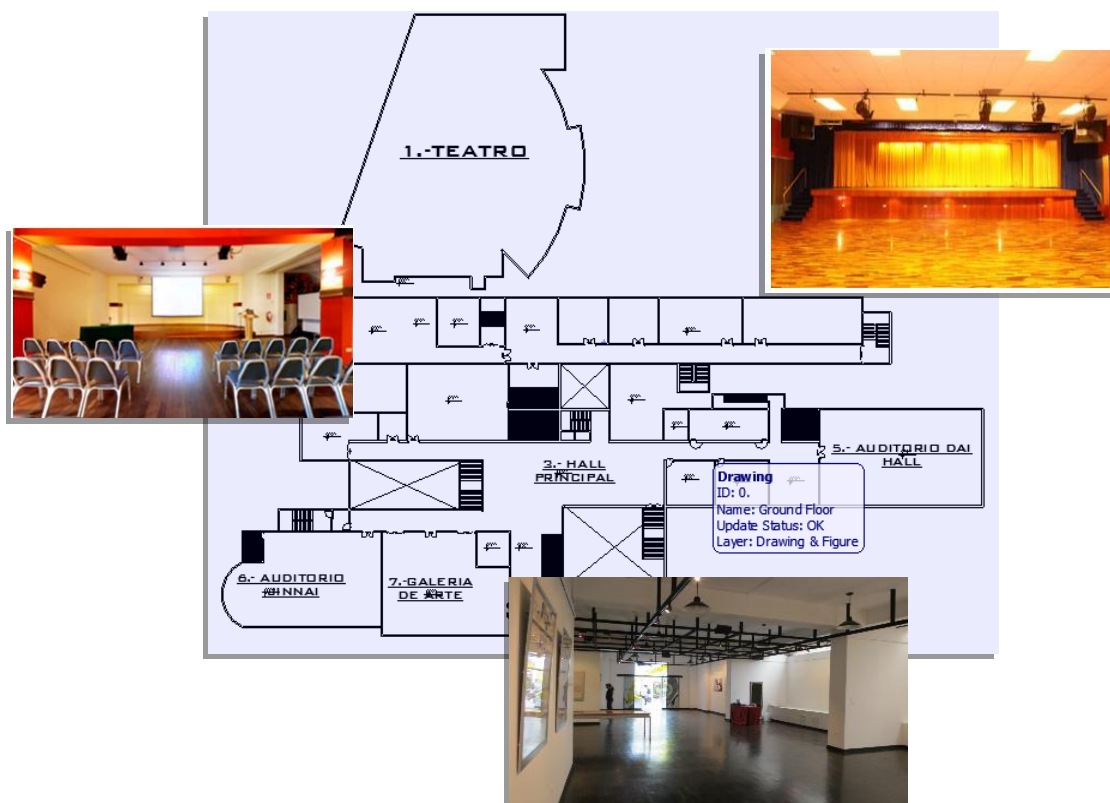 1.-TEATRO
3.- HALL
PRINCIPAL
5.- AUDITORIO DAI
HALL
Drawing
ID: 0.
Name: Ground Floor
Update Status: OK
Layer: Drawing & Figure
6.- AUDITORIO
7.-GALERIA
DE ARTE